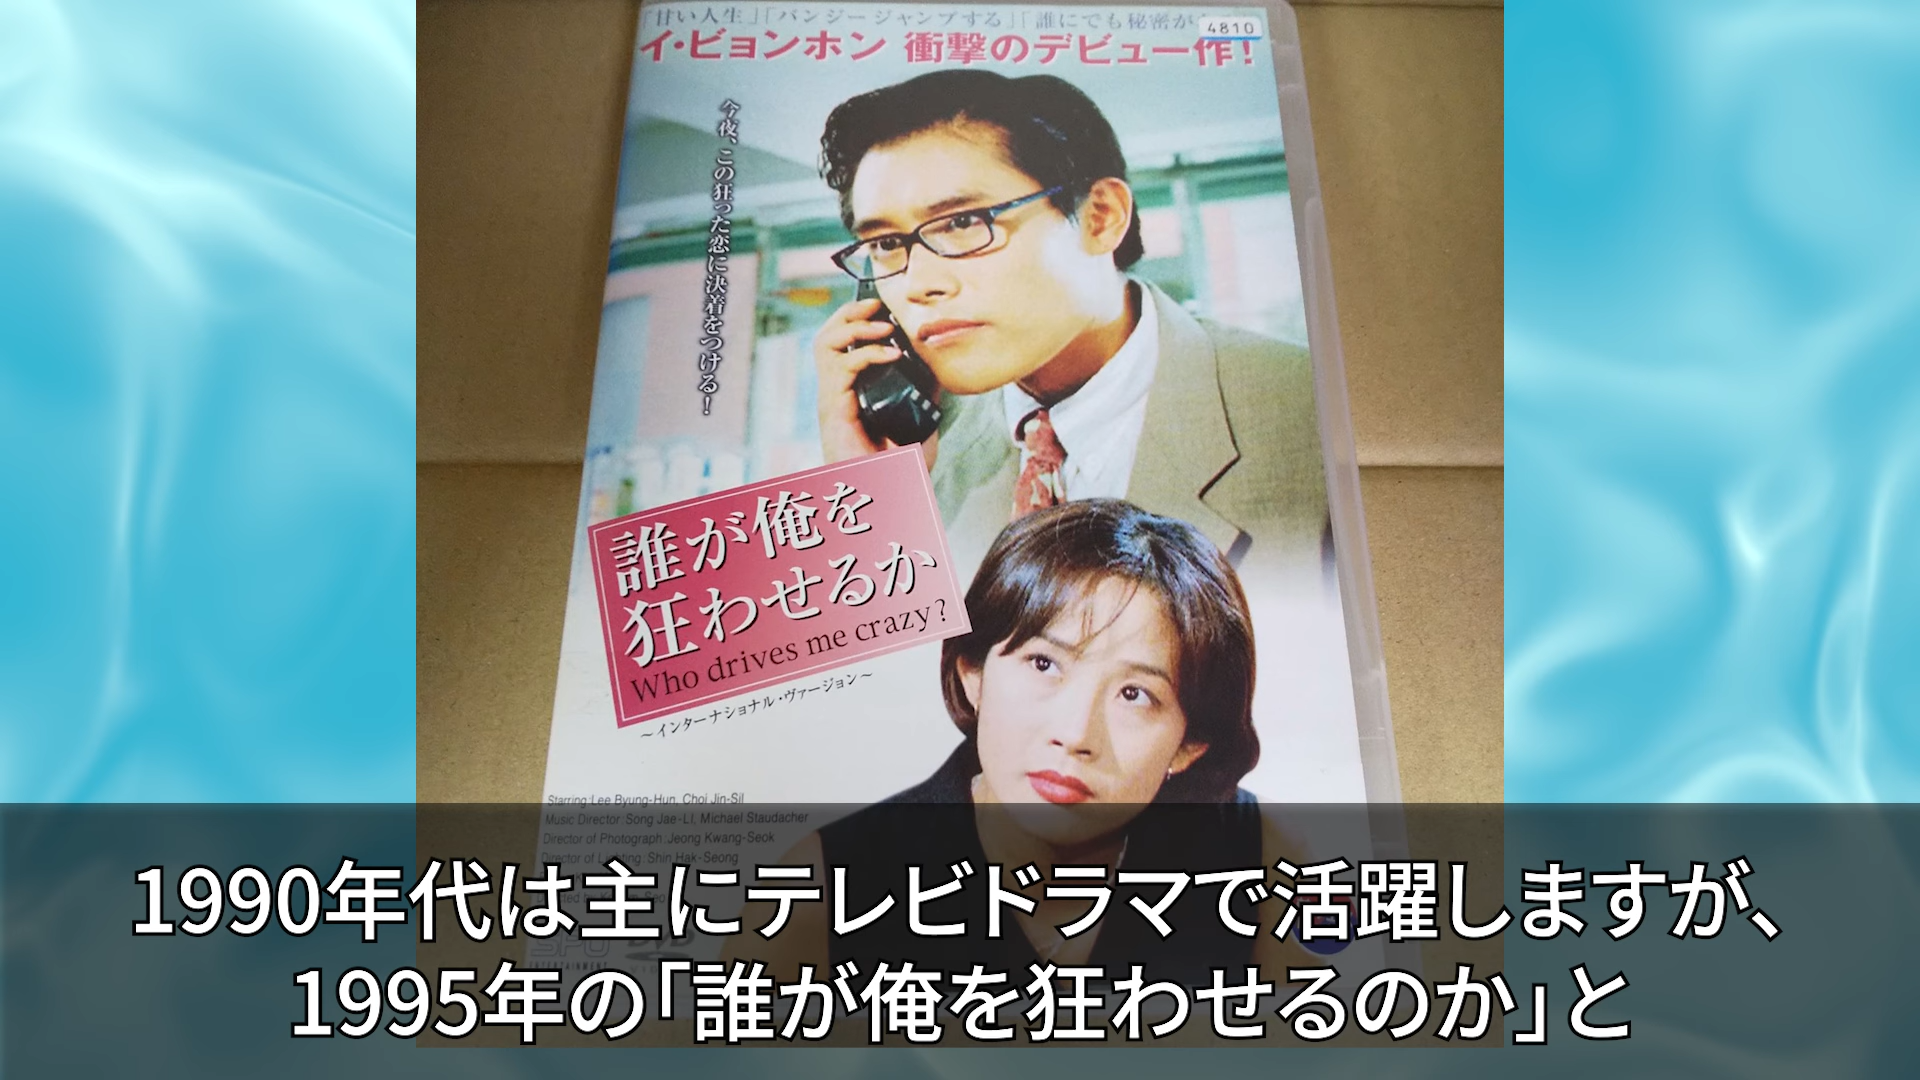 「甘い人生」「バンジージャンプする」「誰にでも秘密が
4810
イ・ビョンホン 衝撃のデビュー作!
今夜、この狂った恋に決着をつける!
誰が俺を
狂わせるか
Who drives me crazy?
～インターナショナル・ヴァージョン～
Starring:Lee Byung-Hun, Choi Jin-Sil
Music Director:Song Jae-LI, Michael Staudacher
Director of Photograph:Jeong Kwang-Seok
Director of Lighting:Shin Hak-Seong
1990年代は主にテレビドラマで活躍しますが、
1995年の「誰が俺を狂わせるのか」と